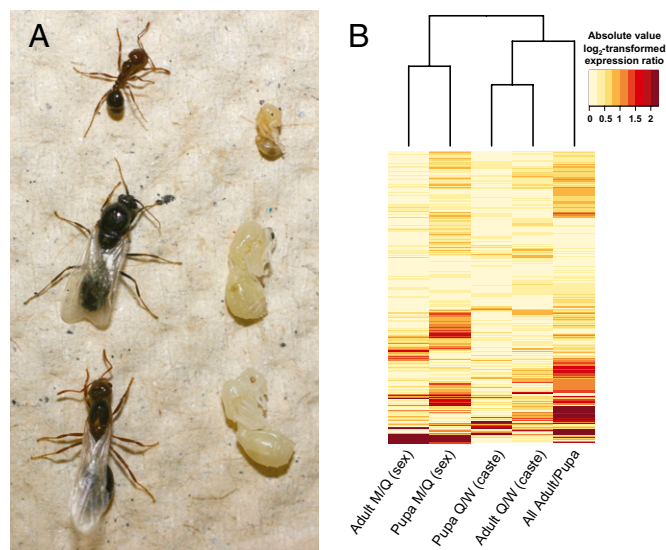 A
B
Absolute value
log2-transformed
expression ratio
0 0.5 1 1.5 2
Adult M/Q (sex)
Pupa M/Q (sex)
Pupa Q/W (caste)
Adult Q/W (caste)
All Adult/Pupa